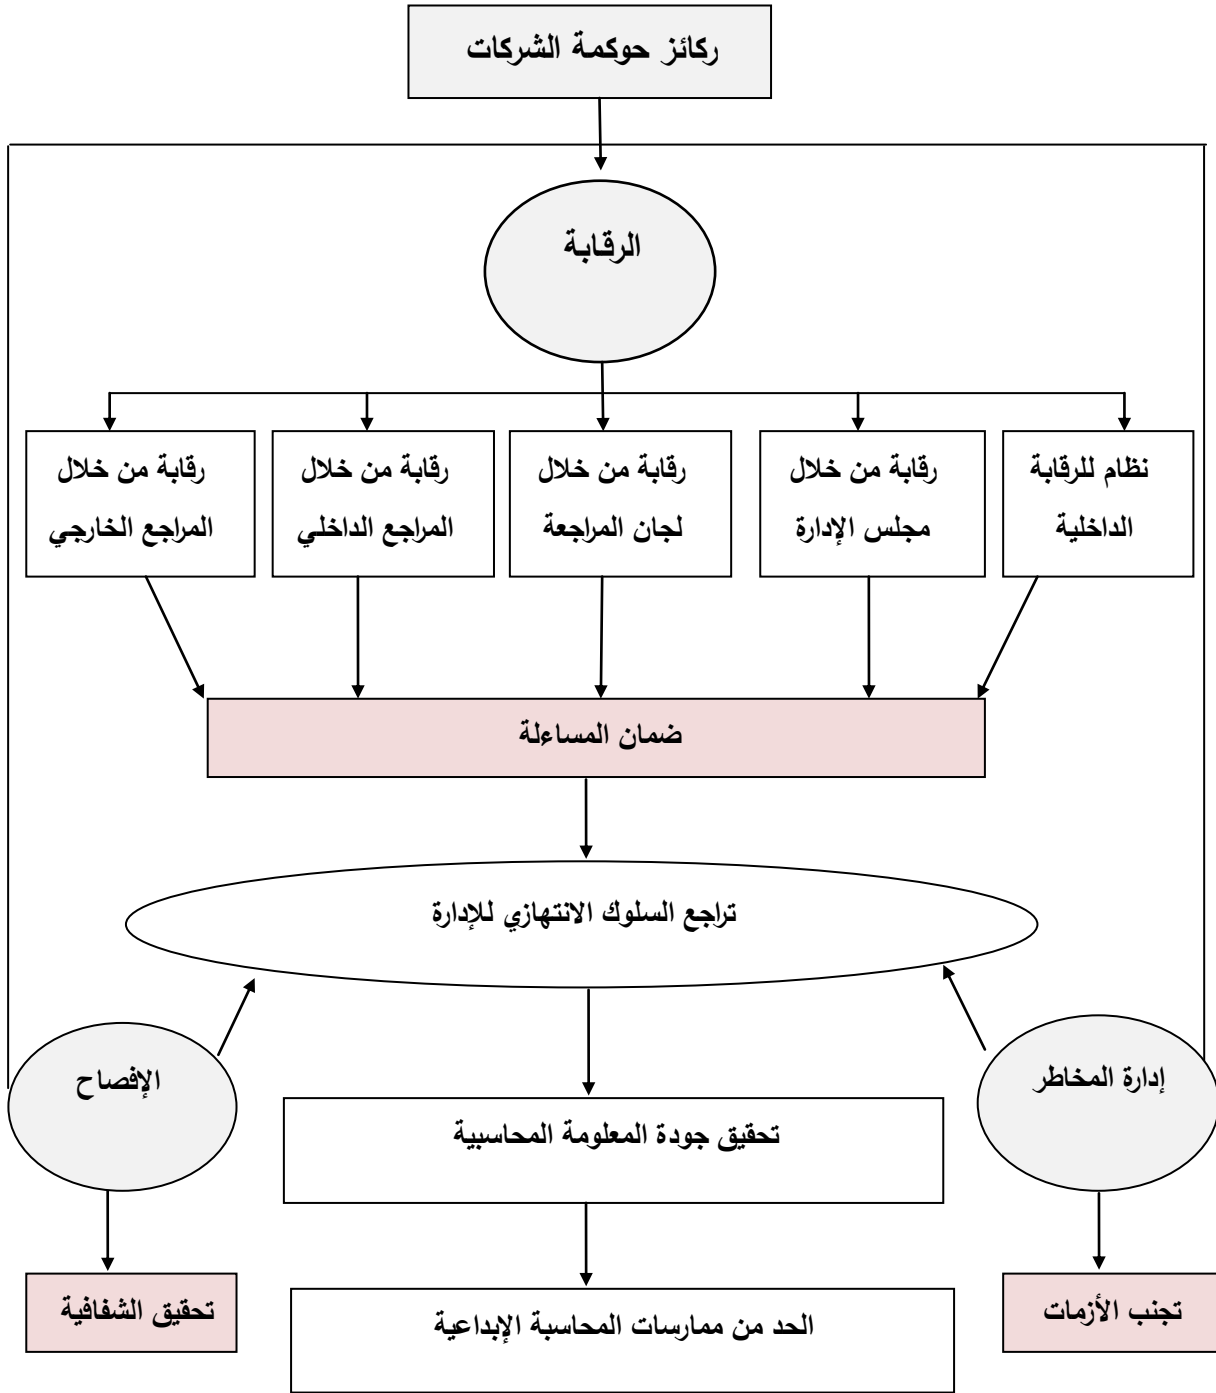 ركائز حوكمة الشركات
الرقابة
نظام للرقابة
الداخلية
رقابة من خلال
مجلس الإدارة
رقابة من خلال
لجان المراجعة
رقابة من خلال
المراجع الداخلي
رقابة من خلال
المراجع الخارجي
ضمان المساءلة
تراجع السلوك الانتهازي للإدارة
إدارة المخاطر
الإفصاح
تحقيق جودة المعلومة المحاسبية
تجنب الأزمات
الحد من ممارسات المحاسبة الإبداعية
تحقيق الشفافية